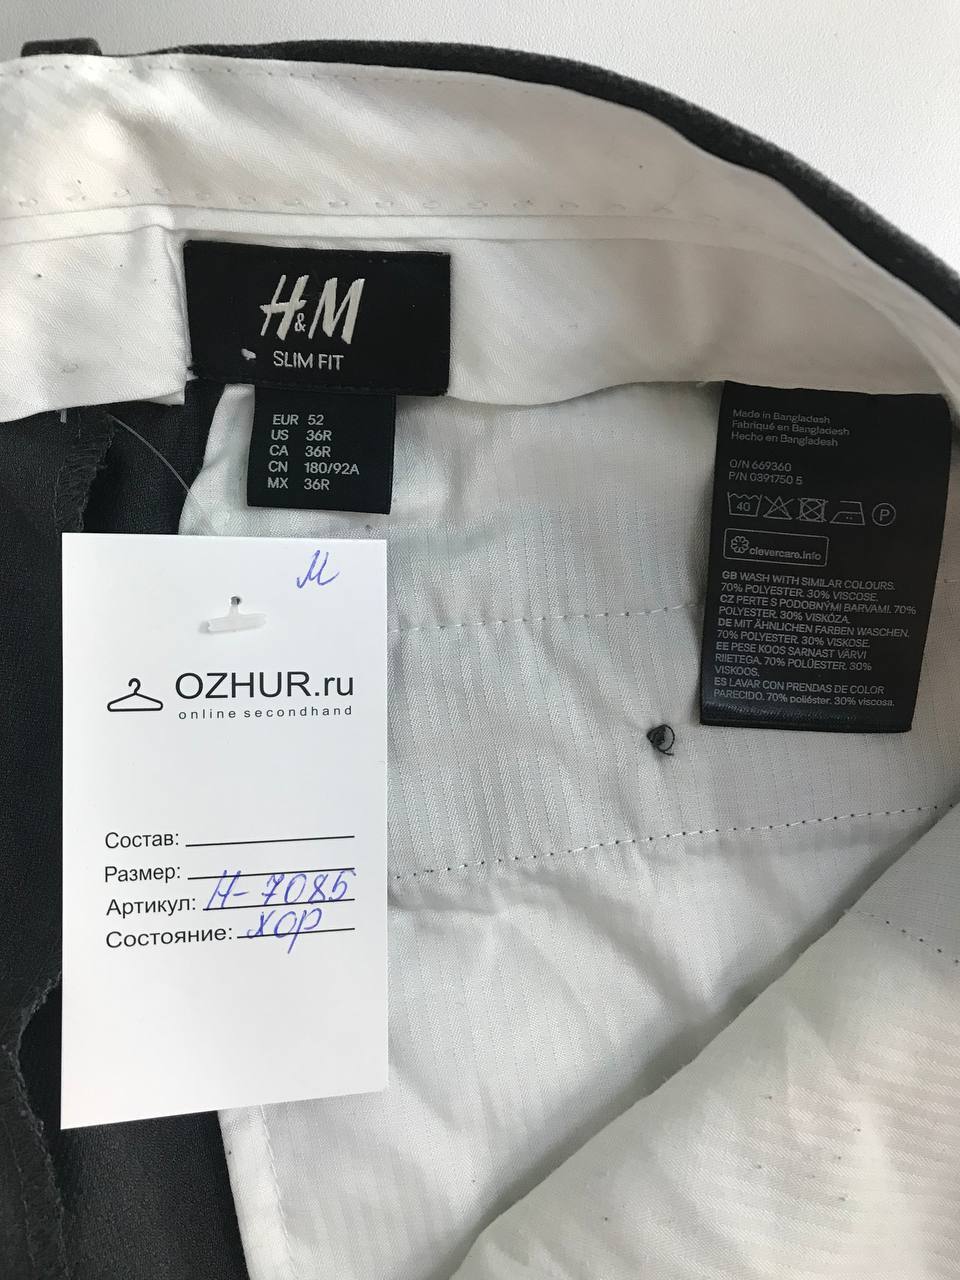 H&M
SLIM FIT
EUR 52
US 36R
CA 36R
CN 180/92A
MX 36R
Made in Bangladesh
Fabriqué en Bangladesh
Hecho en Bangladesh
O/N 669360
P/N 0391750 5
40
P
clevercare.info
GB WASH WITH SIMILAR COLOURS.
70% POLYESTER. 30% VISCOSE.
CZ PERTE S PODOBNÝMI BARVAMI. 70%
POLYESTER. 30% VISKÓZA.
DE MIT ÄHNLICHEN FARBEN WASCHEN.
70% POLYESTER. 30% VISKOSE.
EE PESE KOOS SARNAST VÄRVI
RIIETEGA. 70% POLÜESTER. 30%
VISKOOS.
ES LAVAR CON PRENDAS DE COLOR
PARECIDO. 70% poliéster. 30% viscosa.
М
OZHUR.ru
online secondhand
Состав:
Размер:
Артикул: Н-7085
Состояние: хор